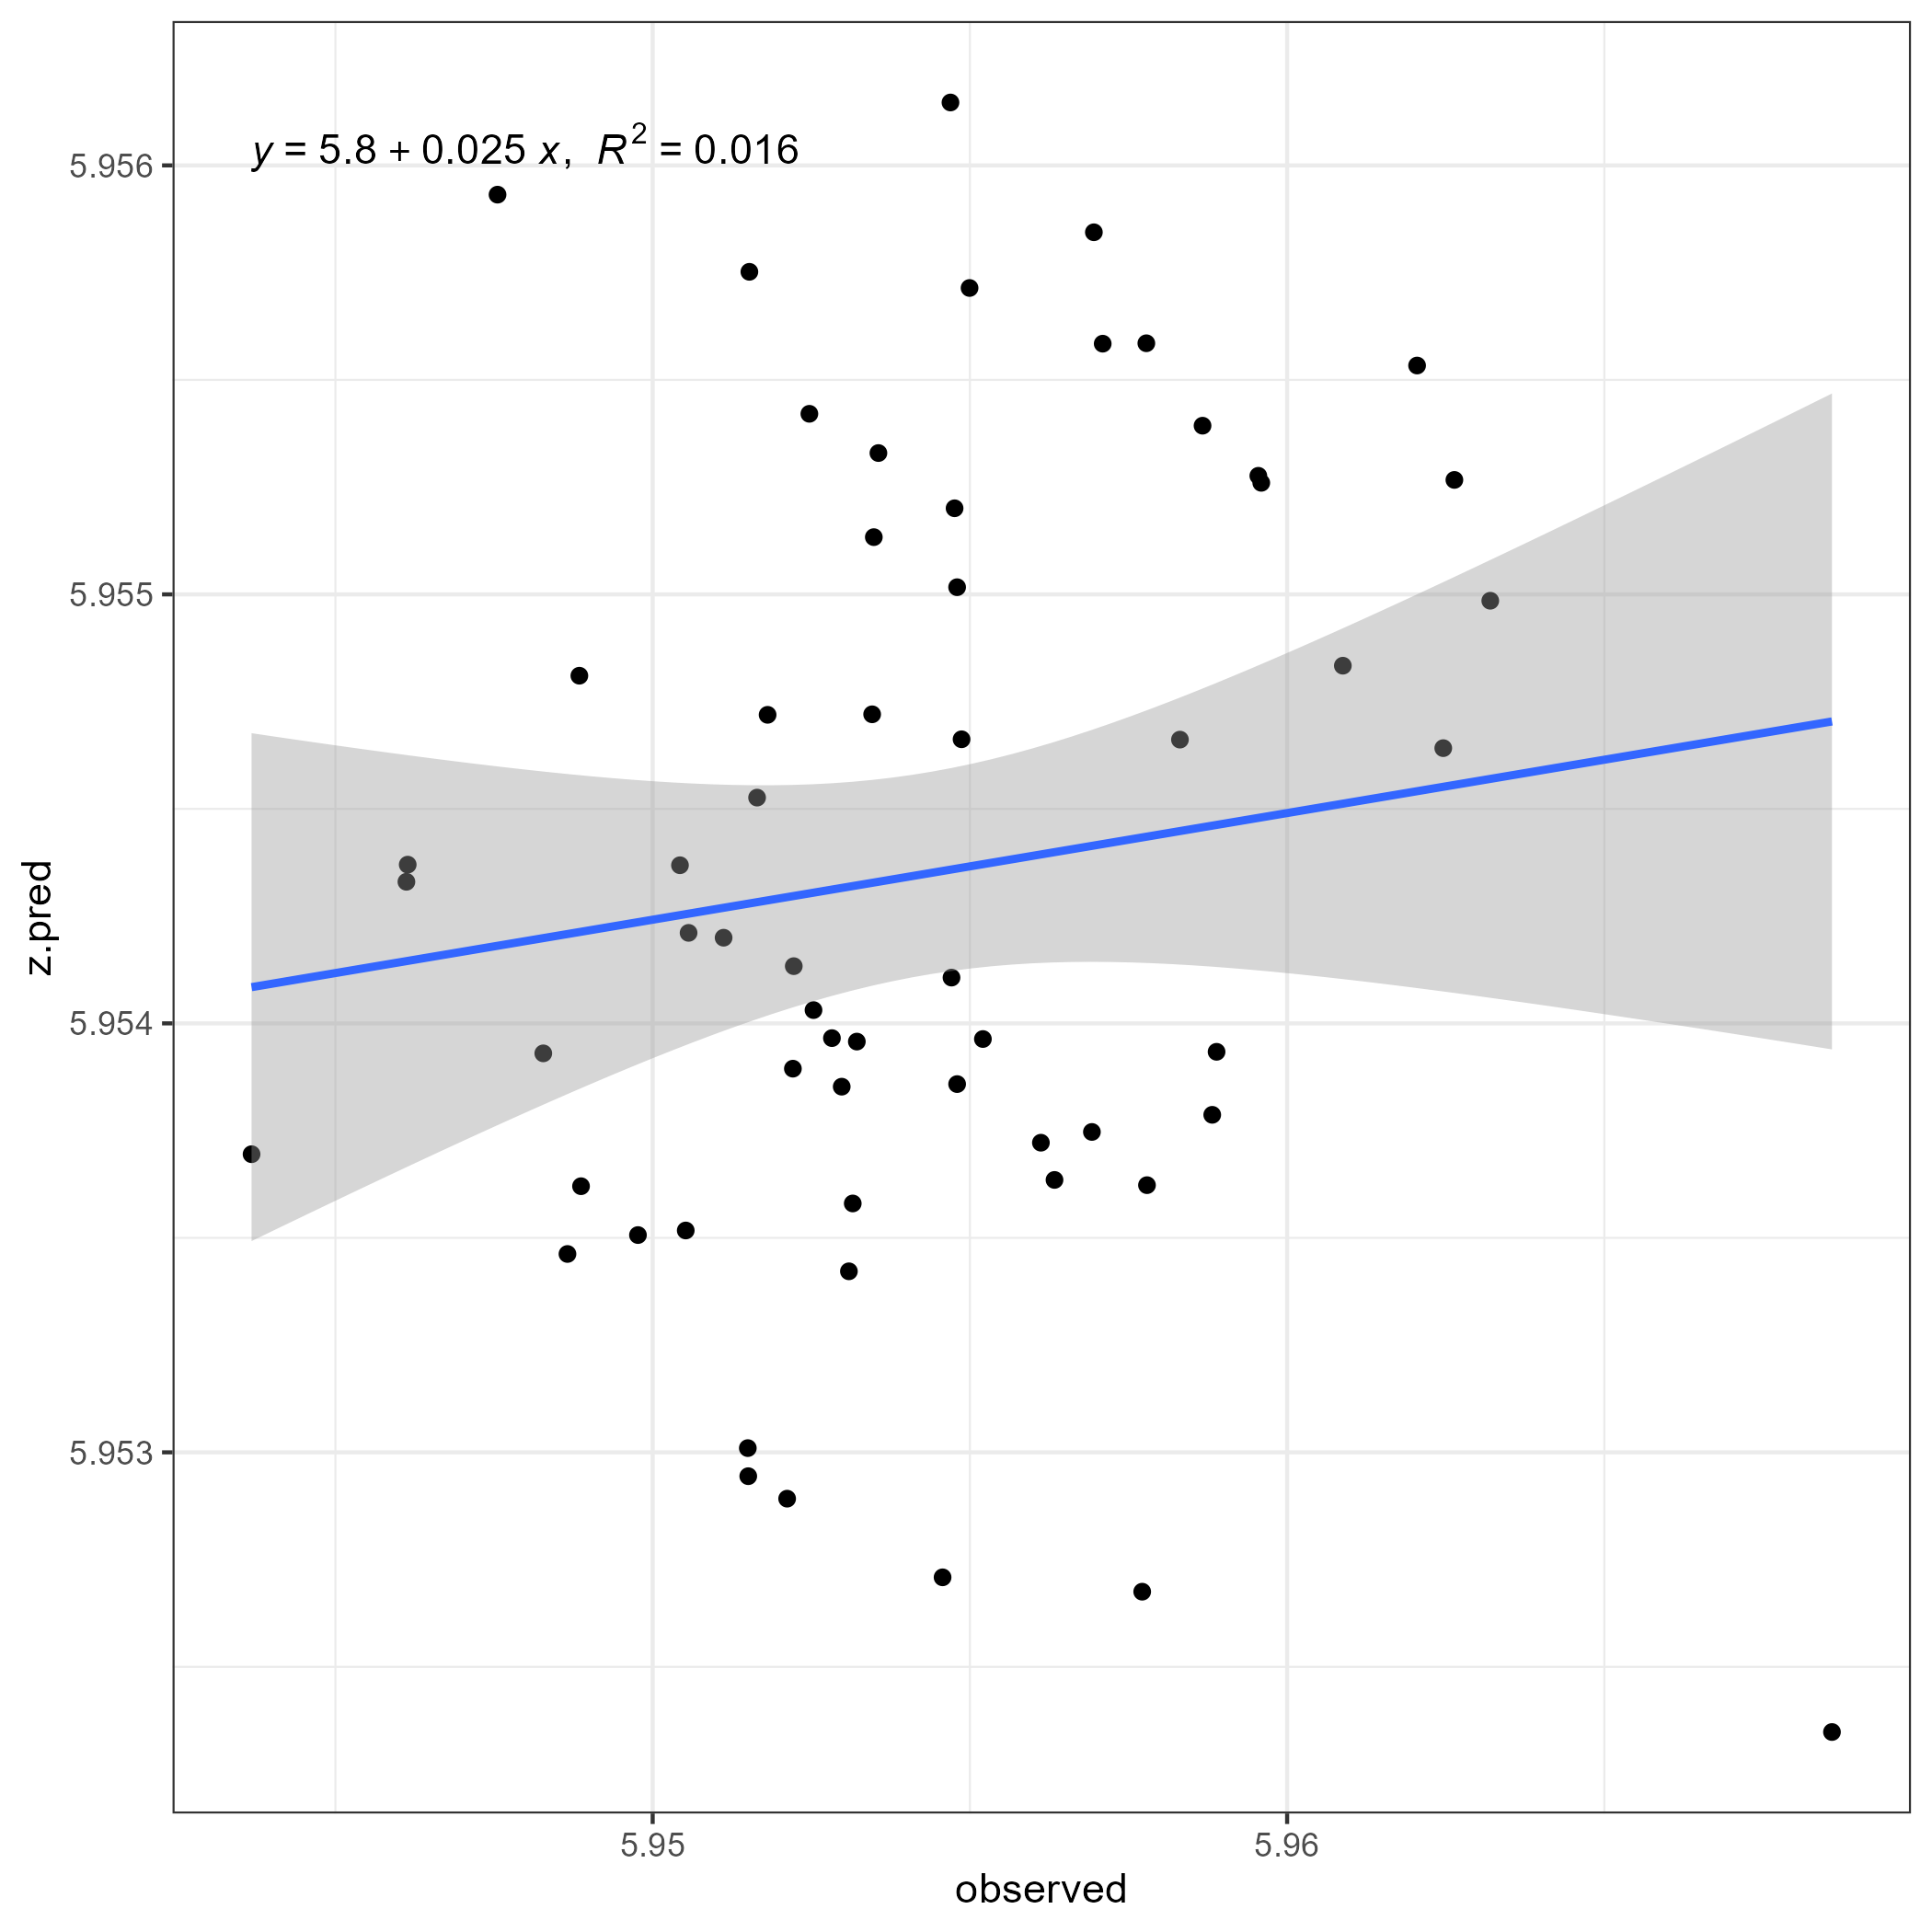 y = 5.8 + 0.025 x, R² = 0.016
5.956
5.955
5.954
5.953
z.pred
5.95 5.96
observed